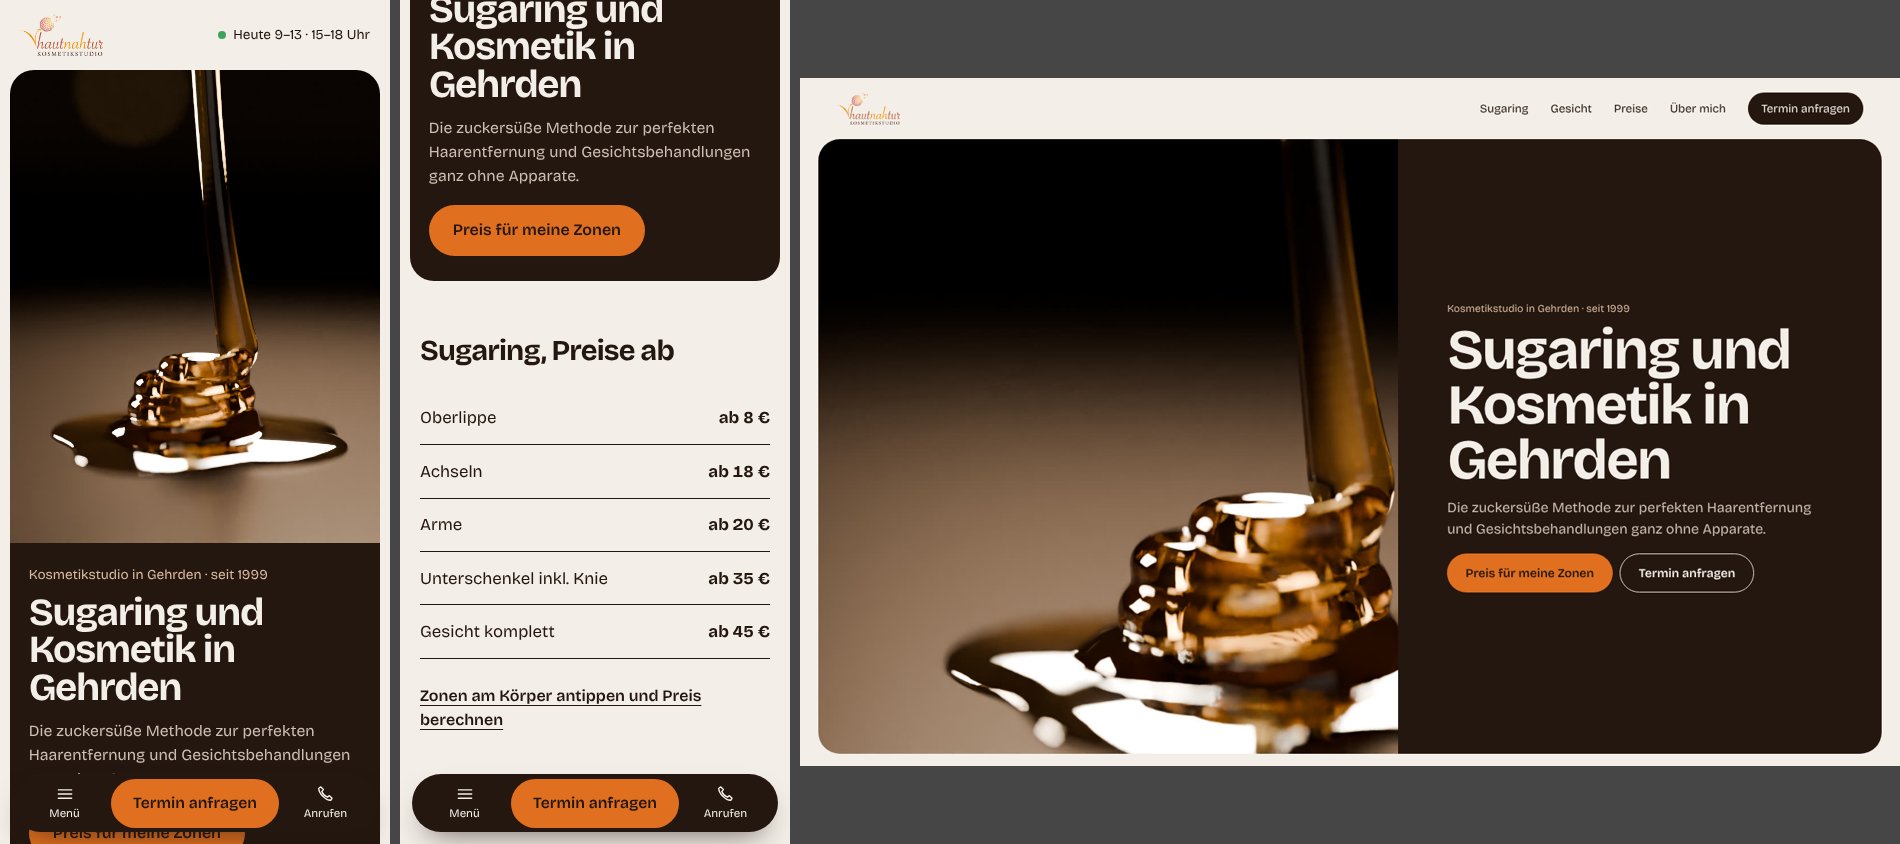 hautnahtur
KOSMETIKSTUDIO
Heute 9–13 · 15–18 Uhr
Kosmetikstudio in Gehrden · seit 1999
Sugaring und
Kosmetik in
Gehrden
Die zuckersüße Methode zur perfekten
Haarentfernung und Gesichtsbehandlungen
Menü
Termin anfragen
Anrufen
Preis für meine Zonen
Sugaring und
Kosmetik in
Gehrden
Die zuckersüße Methode zur perfekten
Haarentfernung und Gesichtsbehandlungen
ganz ohne Apparate.
Preis für meine Zonen
Sugaring, Preise ab
Oberlippe ab 8 €
Achseln ab 18 €
Arme ab 20 €
Unterschenkel inkl. Knie ab 35 €
Gesicht komplett ab 45 €
Zonen am Körper antippen und Preis
berechnen
Menü
Termin anfragen
Anrufen
hautnahtur
KOSMETIKSTUDIO
Sugaring Gesicht Preise Über mich Termin anfragen
Kosmetikstudio in Gehrden · seit 1999
Sugaring und
Kosmetik in
Gehrden
Die zuckersüße Methode zur perfekten Haarentfernung
und Gesichtsbehandlungen ganz ohne Apparate.
Preis für meine Zonen Termin anfragen